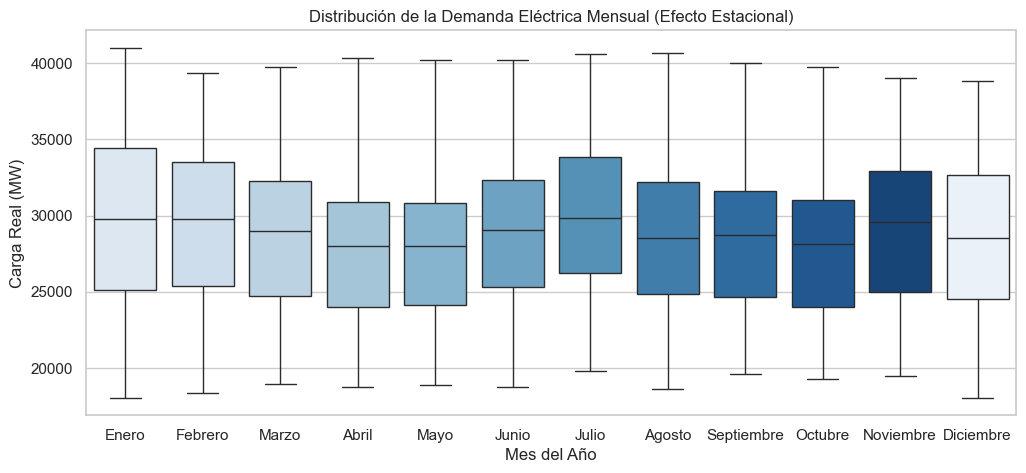 Distribución de la Demanda Eléctrica Mensual (Efecto Estacional)
Carga Real (MW)
40000
35000
30000
25000
20000
Enero Febrero Marzo Abril Mayo Junio Julio Agosto Septiembre Octubre Noviembre Diciembre
Mes del Año